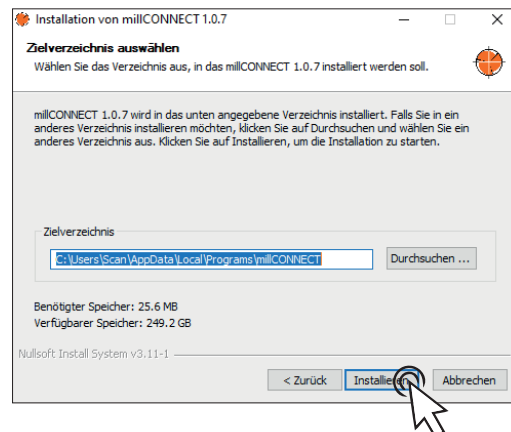 Installation von millCONNECT 1.0.7
Zielverzeichnis auswählen
Wählen Sie das Verzeichnis aus, in das millCONNECT 1.0.7 installiert werden soll.
millCONNECT 1.0.7 wird in das unten angegebene Verzeichnis installiert. Falls Sie in ein
anderes Verzeichnis installieren möchten, klicken Sie auf Durchsuchen und wählen Sie ein
anderes Verzeichnis aus. Klicken Sie auf Installieren, um die Installation zu starten.
Zielverzeichnis
C:\Users\Scan\AppData\Local\Programs\millCONNECT
Durchsuchen ...
Benötigter Speicher: 25.6 MB
Verfügbarer Speicher: 249.2 GB
Nullsoft Install System v3.11-1
< Zurück Installieren Abbrechen